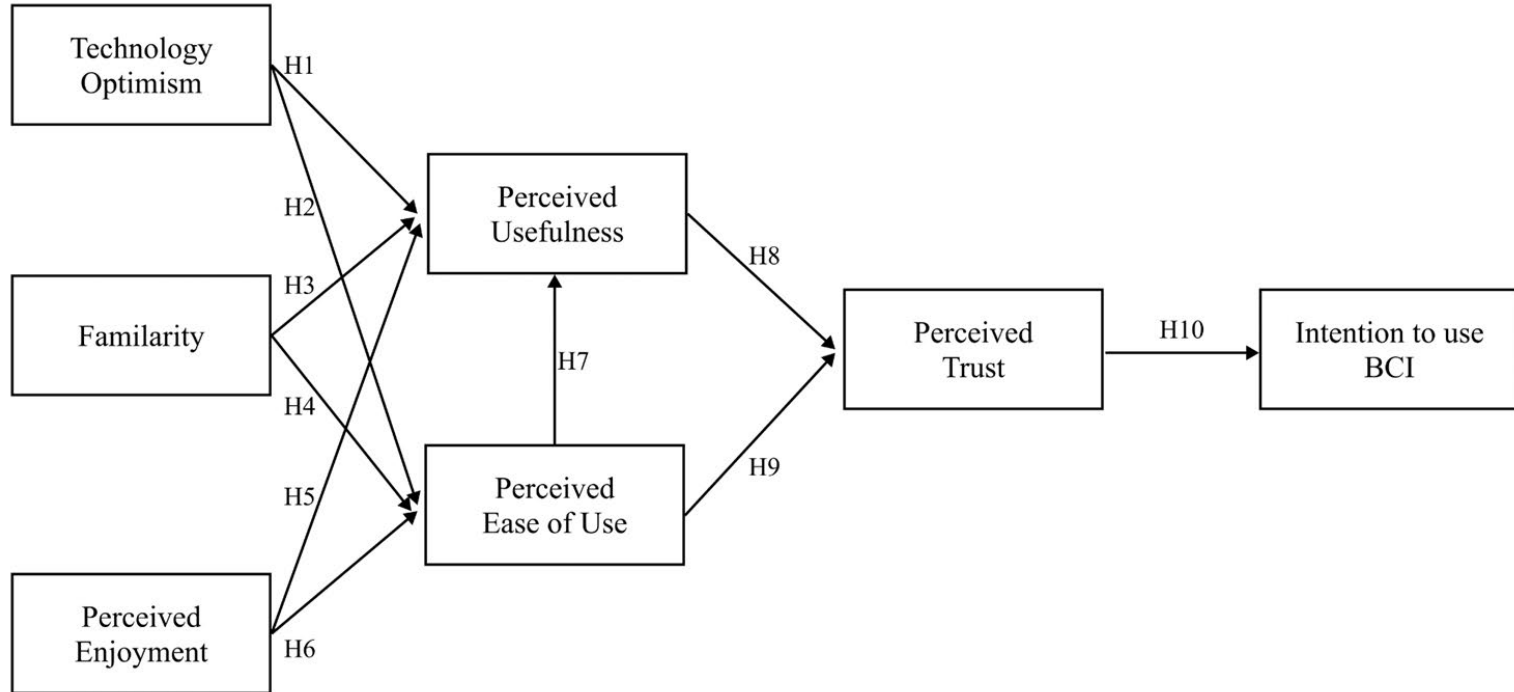 Technology
Optimism
H1
H2
Perceived
Usefulness
H3
H8
Familarity
H7
Perceived
Trust
H10
Intention to use
BCI
H4
H5
Perceived
Ease of Use
H9
Perceived
Enjoyment
H6